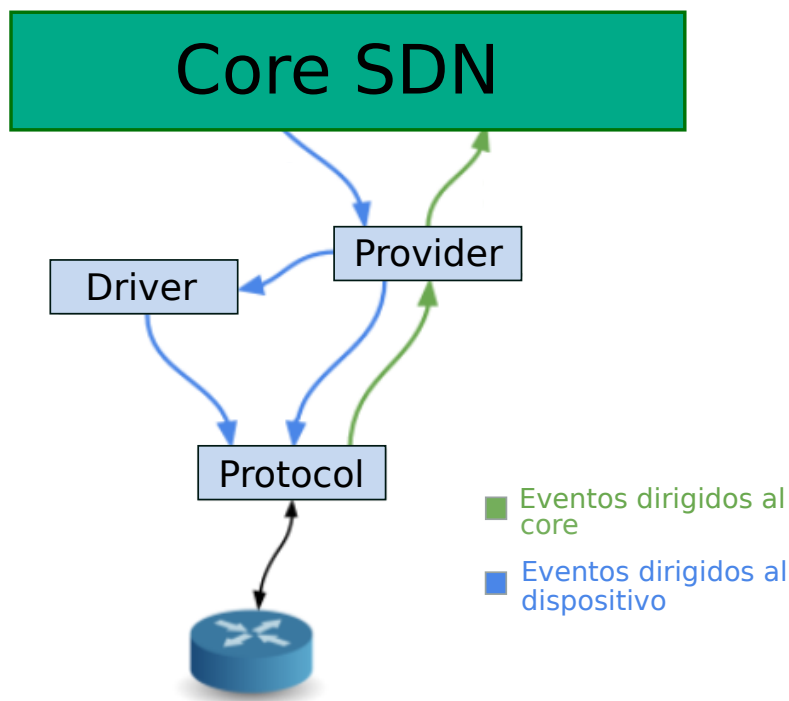 Core SDN
Provider
Driver
Protocol
Eventos dirigidos al
core
Eventos dirigidos al
dispositivo